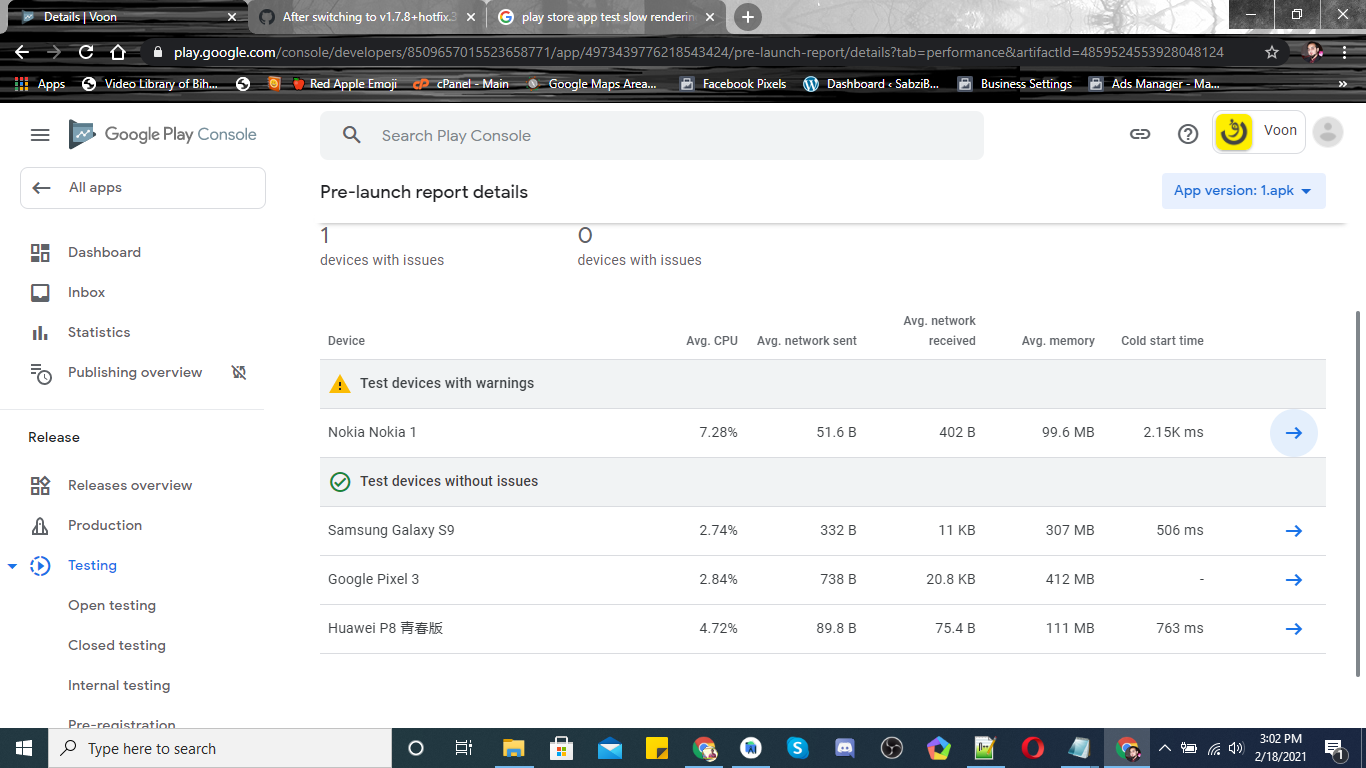 Details | Voon
After switching to v1.7.8+hotfix.3
play store app test slow rendering
play.google.com/console/developers/8509657015523658771/app/4973439776218543424/pre-launch-report/details?tab=performance&artifactId=4859524553928048124
Apps
Video Library of Bih...
Red Apple Emoji
cPanel - Main
Google Maps Area...
Facebook Pixels
Dashboard ‹ SabziB...
Business Settings
Ads Manager - Ma...
»
Google Play Console
Search Play Console
Voon
All apps
Pre-launch report details
App version: 1.apk
1
0
devices with issues
devices with issues
Dashboard
Inbox
Statistics
Publishing overview
Release
Releases overview
Production
Testing
Open testing
Closed testing
Internal testing
Pre-registration
Device
Avg. CPU
Avg. network sent
Avg. network
received
Avg. memory
Cold start time
Test devices with warnings
Nokia Nokia 1 7.28% 51.6 B 402 B 99.6 MB 2.15K ms
Test devices without issues
Samsung Galaxy S9 2.74% 332 B 11 KB 307 MB 506 ms
Google Pixel 3 2.84% 738 B 20.8 KB 412 MB -
Huawei P8 青春版 4.72% 89.8 B 75.4 B 111 MB 763 ms
Type here to search
3:02 PM
2/18/2021
1